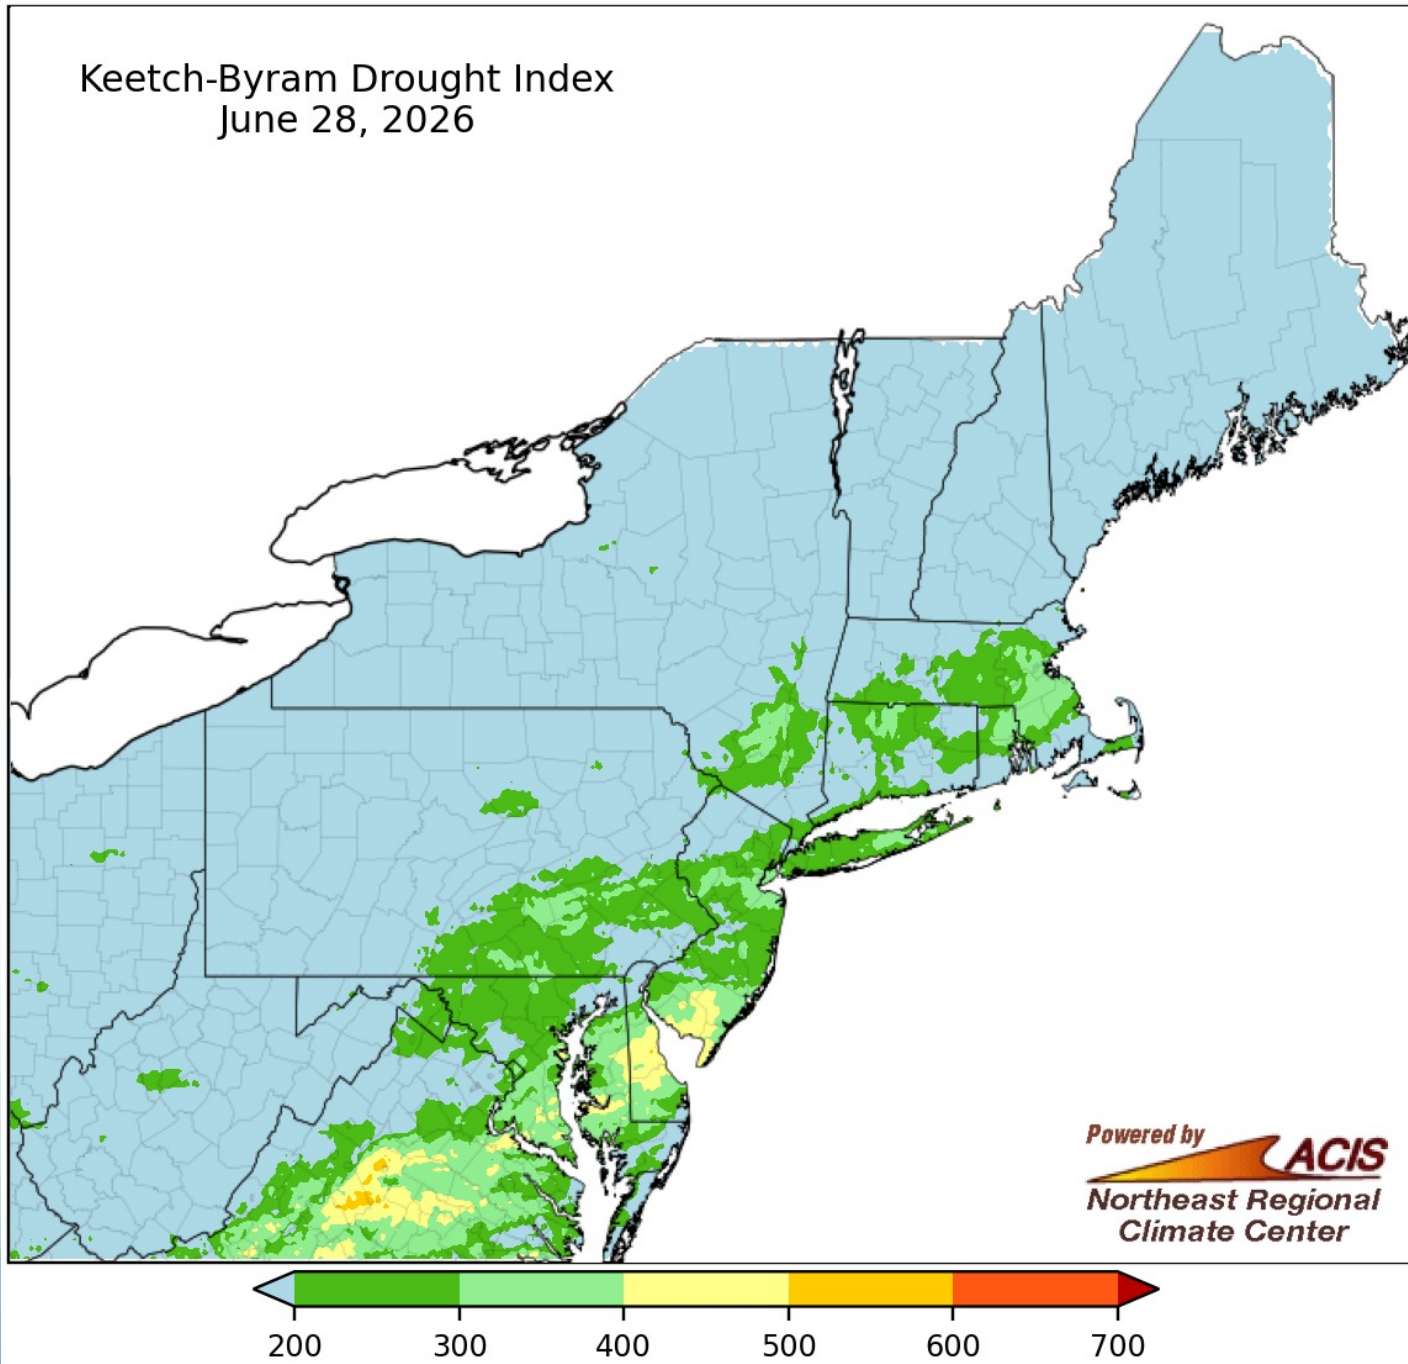 Keetch-Byram Drought Index
June 28, 2026
Powered by
ACIS
Northeast Regional
Climate Center
200 300 400 500 600 700